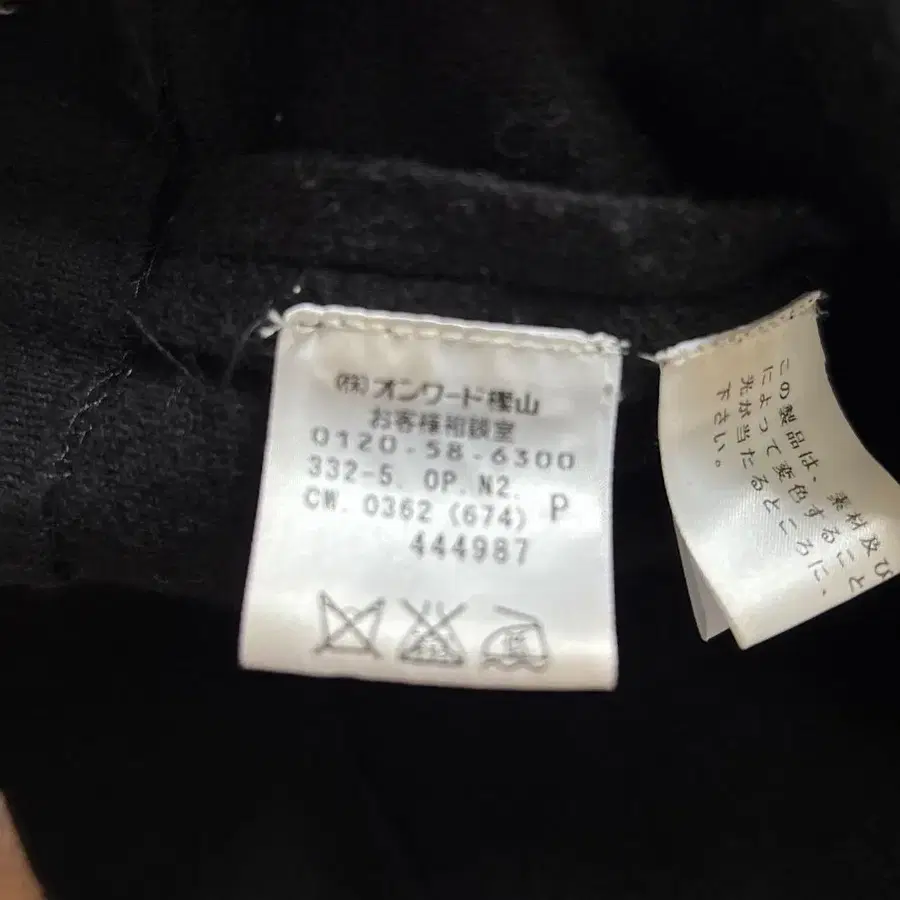 (株)オンワード樫山
お客様相談室
0120-58-6300
332-5. OP. N2.
CW. 0362 (674) P
444987
この製品は、素材及び
によって変色すること
光が当たるところに、
下さい。